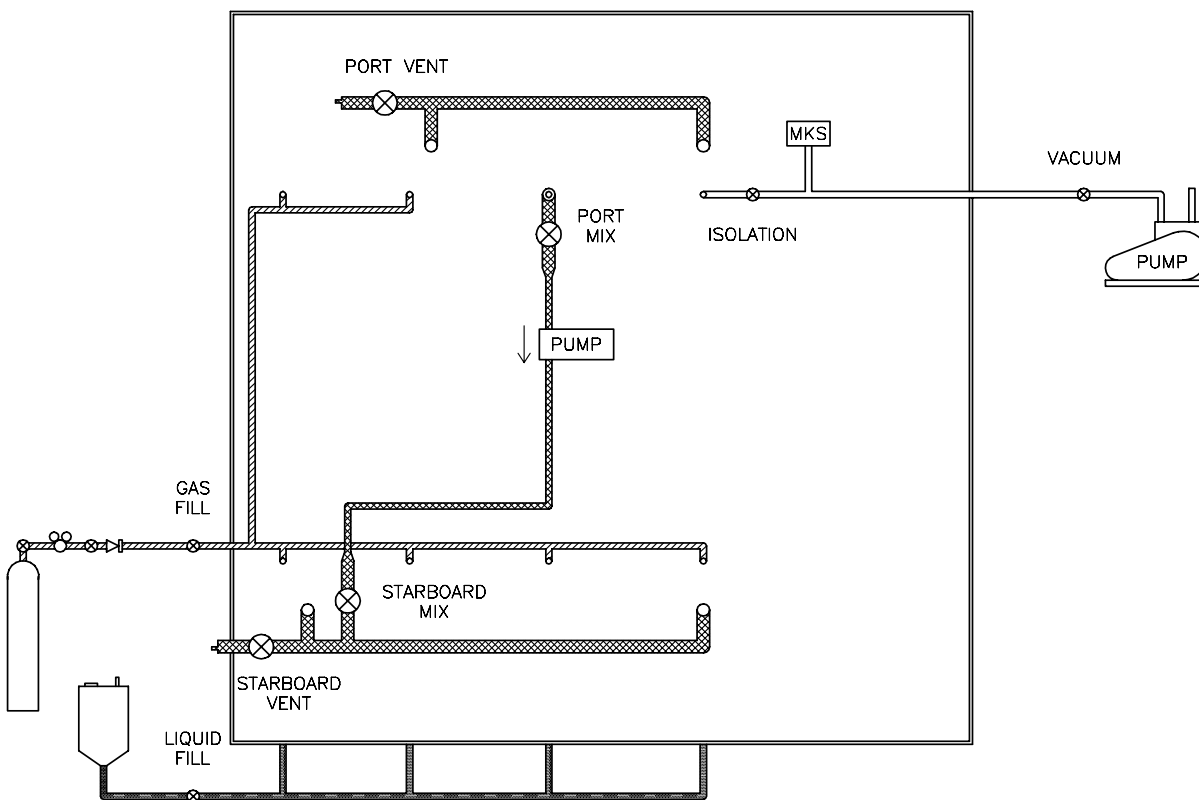 PORT VENT
MKS
VACUUM
PORT
MIX
ISOLATION
PUMP
PUMP
GAS
FILL
STARBOARD
MIX
STARBOARD
VENT
LIQUID
FILL